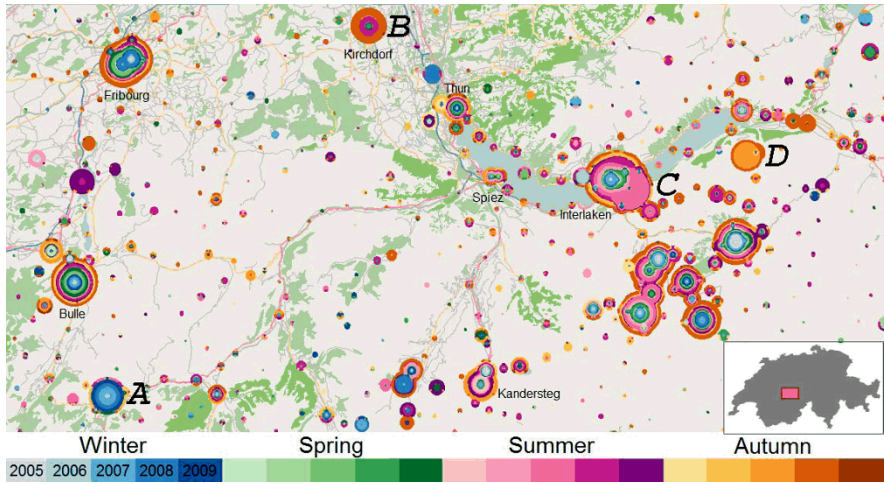 B
Kirchdorf
Fribourg
Thun
D
C
Spiez
Interlaken
Bulle
A
Kandersteg
Winter Spring Summer Autumn
2005 2006 2007 2008 2009